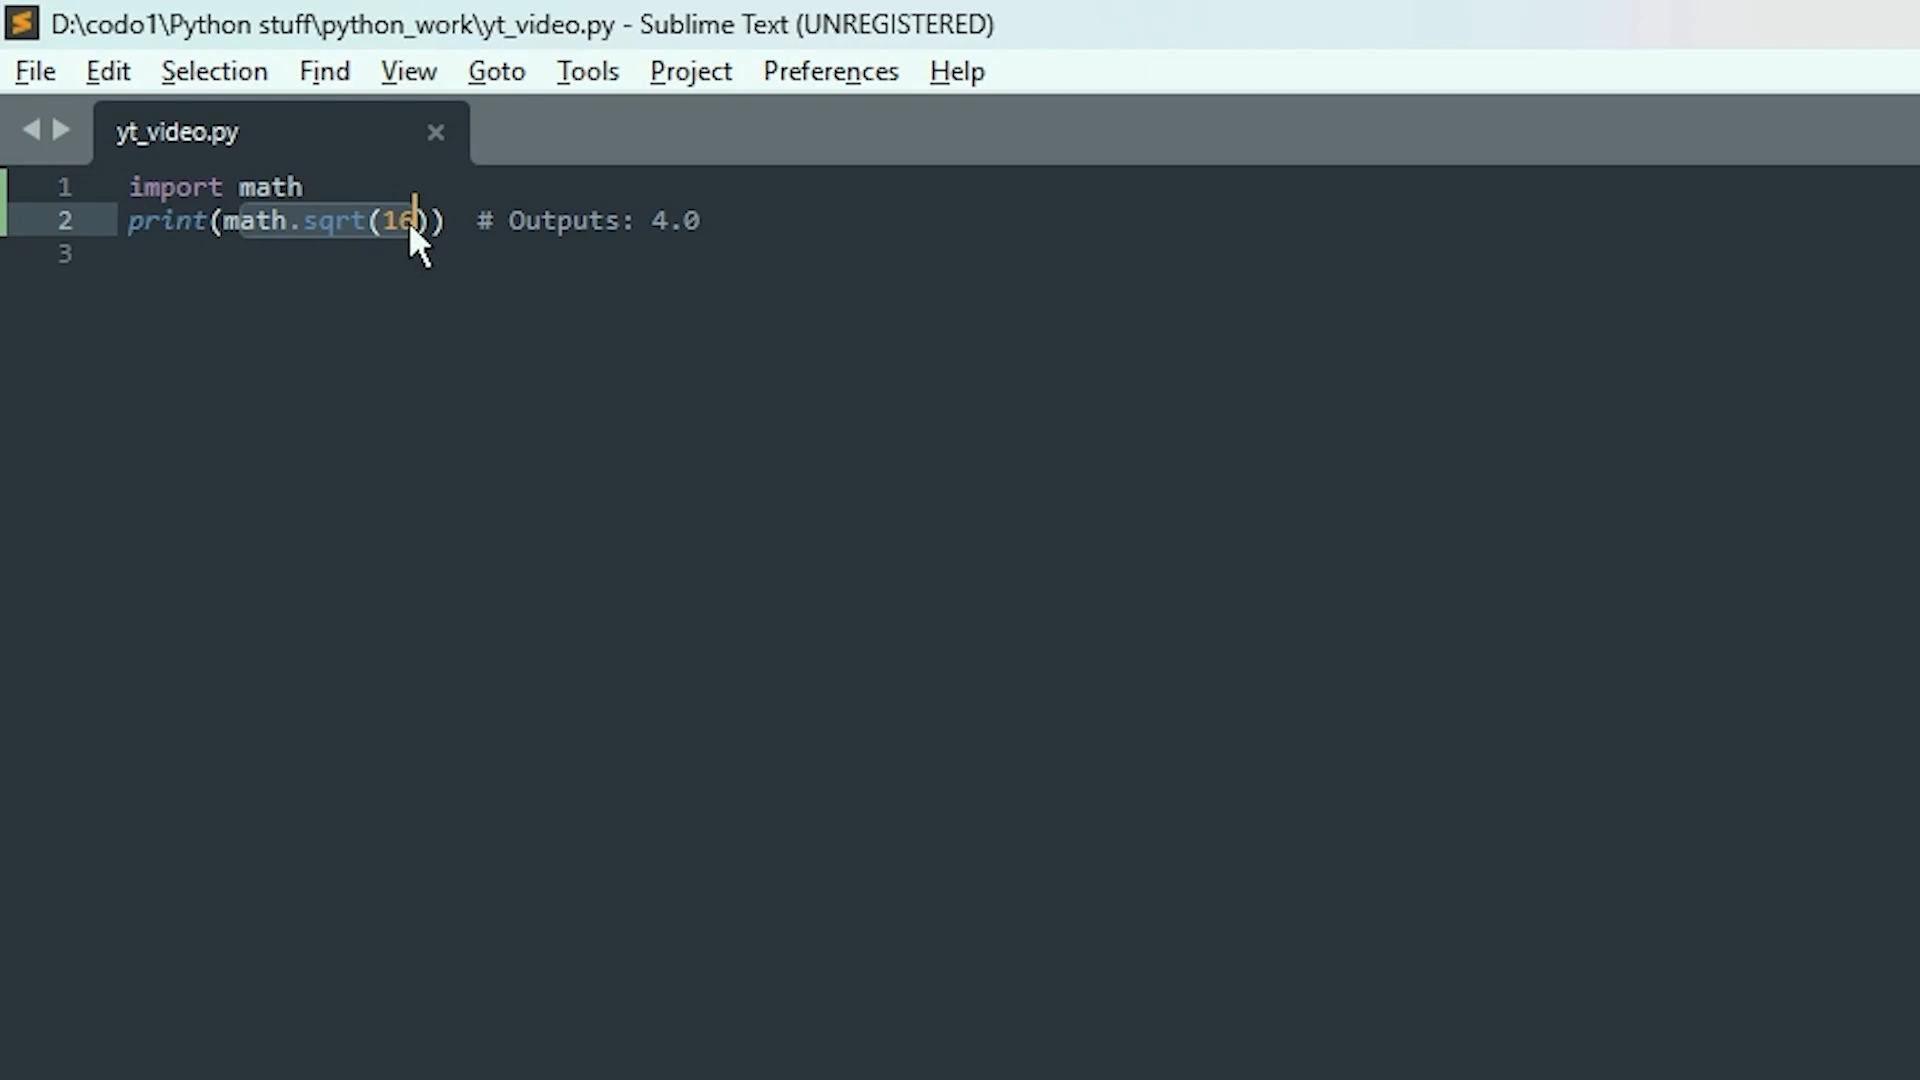 D:\codo1\Python stuff\python_work\yt_video.py - Sublime Text (UNREGISTERED)
File Edit Selection Find View Goto Tools Project Preferences Help
yt_video.py
1 import math
2 print(math.sqrt(16)) # Outputs: 4.0
3